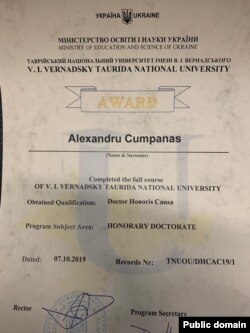 УКРАЇНА UKRAINE
МІНІСТЕРСТВО ОСВІТИ І НАУКИ УКРАЇНИ
MINISTRY OF EDUCATION AND SCIENCE OF UKRAINE
ТАВРІЙСЬКИЙ НАЦІОНАЛЬНИЙ УНІВЕРСИТЕТ ІМЕНІ В. І. ВЕРНАДСЬКОГО
V. I. VERNADSKY TAURIDA NATIONAL UNIVERSITY
AWARD
Alexandru Cumpanas
(Name & Surname)
Completed the full course
OF V. I. VERNADSKY TAURIDA NATIONAL UNIVERSITY
Obtained Qualification: Doctor Honoris Causa
Program Subject Area: HONORARY DOCTORATE
Dated: 07.10.2019 Records Nr: TNUOU/DHCAC19/1
Rector Program Secretary
Public domain